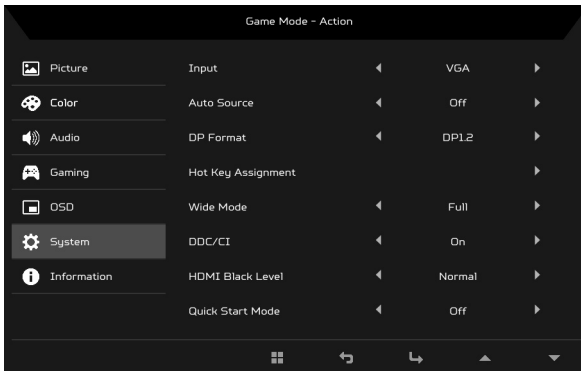 Game Mode - Action
Picture Input VGA
Color Auto Source Off
Audio DP Format DP1.2
Gaming Hot Key Assignment
OSD Wide Mode Full
System DDC/CI On
Information HDMI Black Level Normal
Quick Start Mode Off